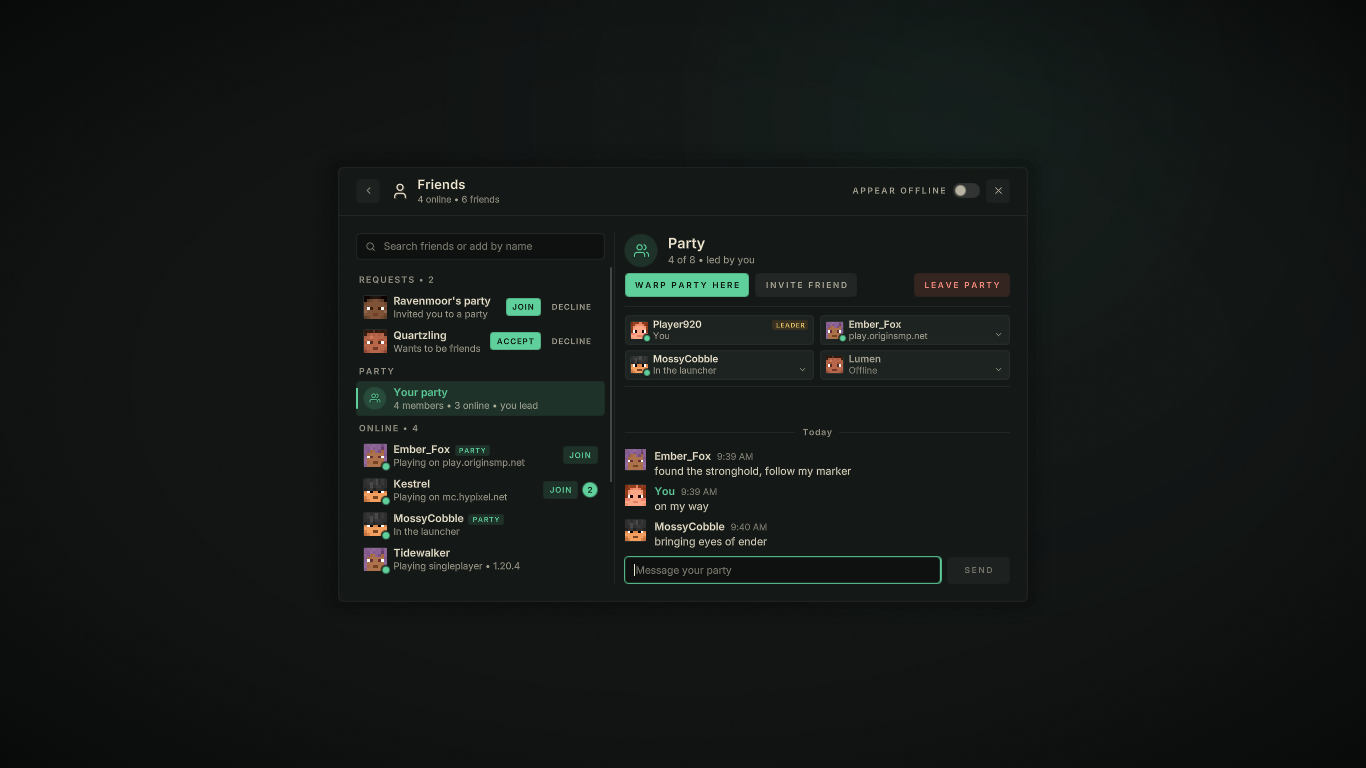 Friends
4 online • 6 friends
APPEAR OFFLINE
Search friends or add by name
REQUESTS • 2
Ravenmoor's party
Invited you to a party
JOIN
DECLINE
Quartzling
Wants to be friends
ACCEPT
DECLINE
PARTY
Your party
4 members • 3 online • you lead
ONLINE • 4
Ember_Fox PARTY
Playing on play.originsmp.net
JOIN
Kestrel
Playing on mc.hypixel.net
JOIN
2
MossyCobble PARTY
In the launcher
Tidewalker
Playing singleplayer • 1.20.4
Party
4 of 8 • led by you
WARP PARTY HERE
INVITE FRIEND
LEAVE PARTY
Player920
You
LEADER
Ember_Fox
play.originsmp.net
MossyCobble
In the launcher
Lumen
Offline
Today
Ember_Fox 9:39 AM
found the stronghold, follow my marker
You 9:39 AM
on my way
MossyCobble 9:40 AM
bringing eyes of ender
Message your party
SEND